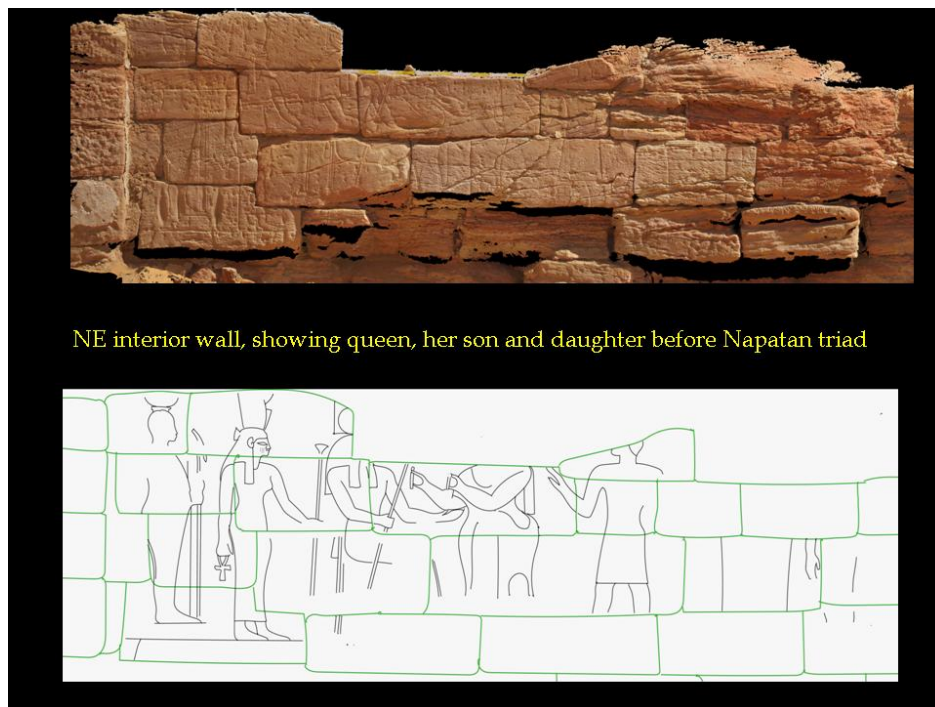 NE interior wall, showing queen, her son and daughter before Napatan triad